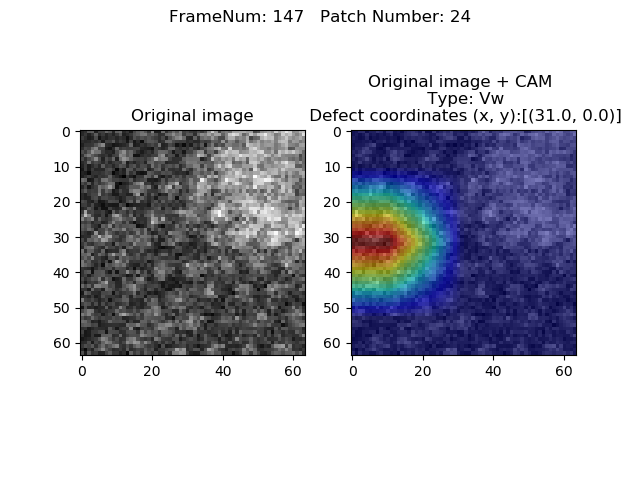 FrameNum: 147   Patch Number: 24
Original image
Original image + CAM
Type: Vw
Defect coordinates (x, y):[(31.0, 0.0)]
0
10
20
30
40
50
60
0 20 40 60
0
10
20
30
40
50
60
0 20 40 60